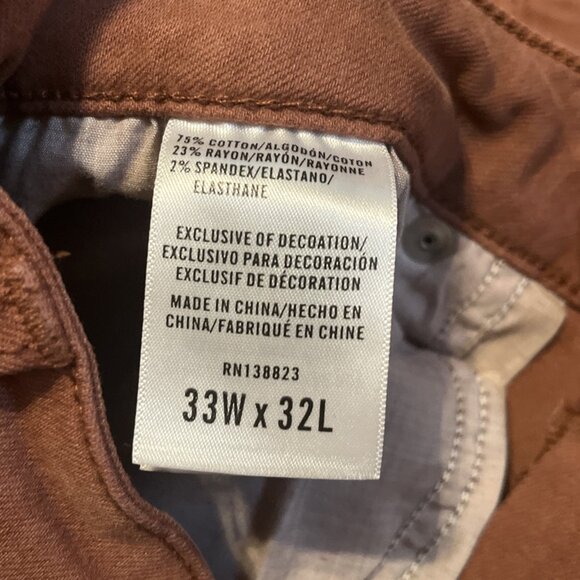 75% COTTON/ALGODÓN/COTON
23% RAYON/RAYÓN/RAYONNE
2% SPANDEX/ELASTANO/
ELASTHANE
EXCLUSIVE OF DECOATION/
EXCLUSIVO PARA DECORACIÓN
EXCLUSIF DE DÉCORATION
MADE IN CHINA/HECHO EN
CHINA/FABRIQUÉ EN CHINE
RN138823
33W x 32L